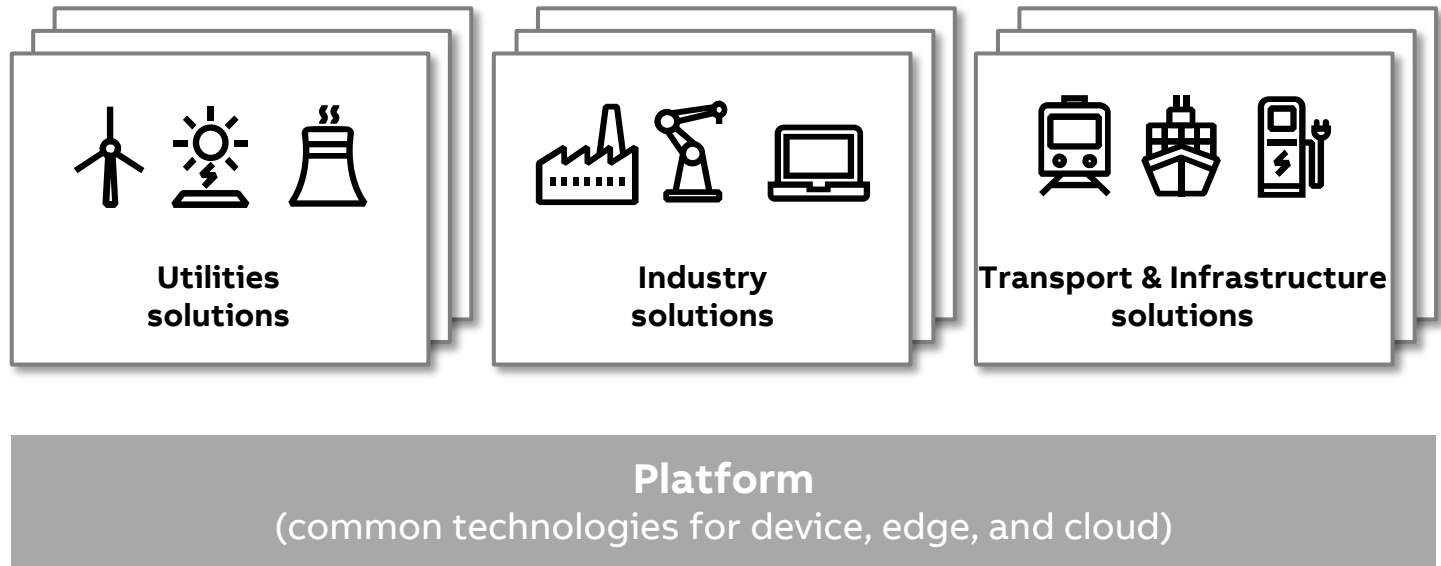 Utilities
solutions
Industry
solutions
Transport & Infrastructure
solutions
Platform
(common technologies for device, edge, and cloud)